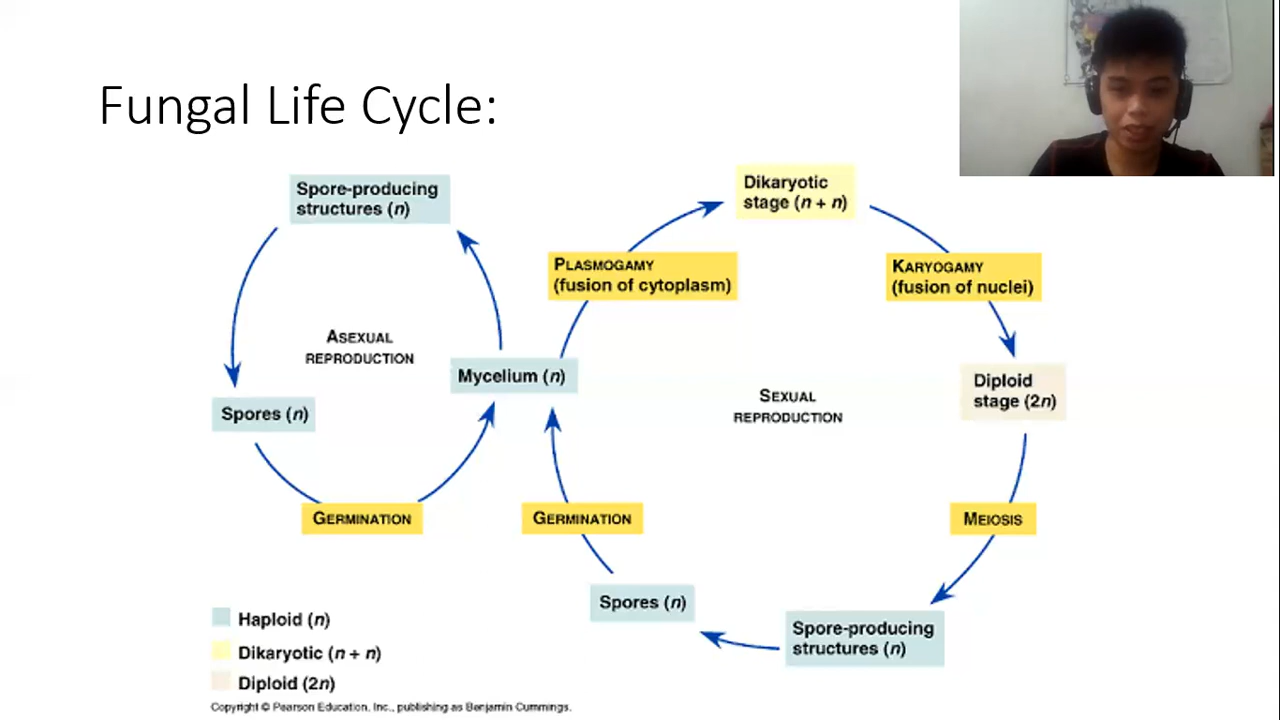 Fungal Life Cycle:
Spore-producing
structures (n)
ASEXUAL
REPRODUCTION
Spores (n)
GERMINATION
Mycelium (n)
PLASMOGAMY
(fusion of cytoplasm)
Dikaryotic
stage (n + n)
KARYOGAMY
(fusion of nuclei)
Diploid
stage (2n)
SEXUAL
REPRODUCTION
MEIOSIS
Spore-producing
structures (n)
Spores (n)
GERMINATION
Haploid (n)
Dikaryotic (n + n)
Diploid (2n)
Copyright © Pearson Education, Inc., publishing as Benjamin Cummings.